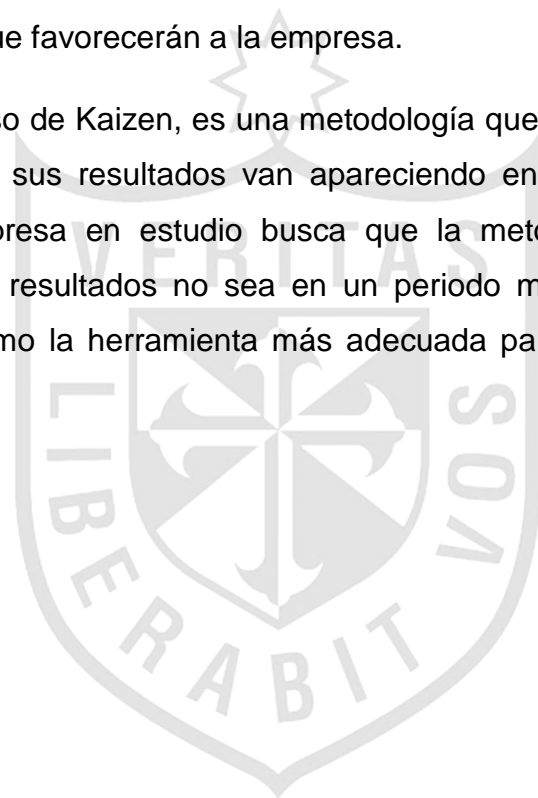 ue favorecerán a la empresa.
so de Kaizen, es una metodología que
sus resultados van apareciendo en
presa en estudio busca que la meto
resultados no sea en un periodo m
mo la herramienta más adecuada pa
VERITAS
LIBERABIT VOS